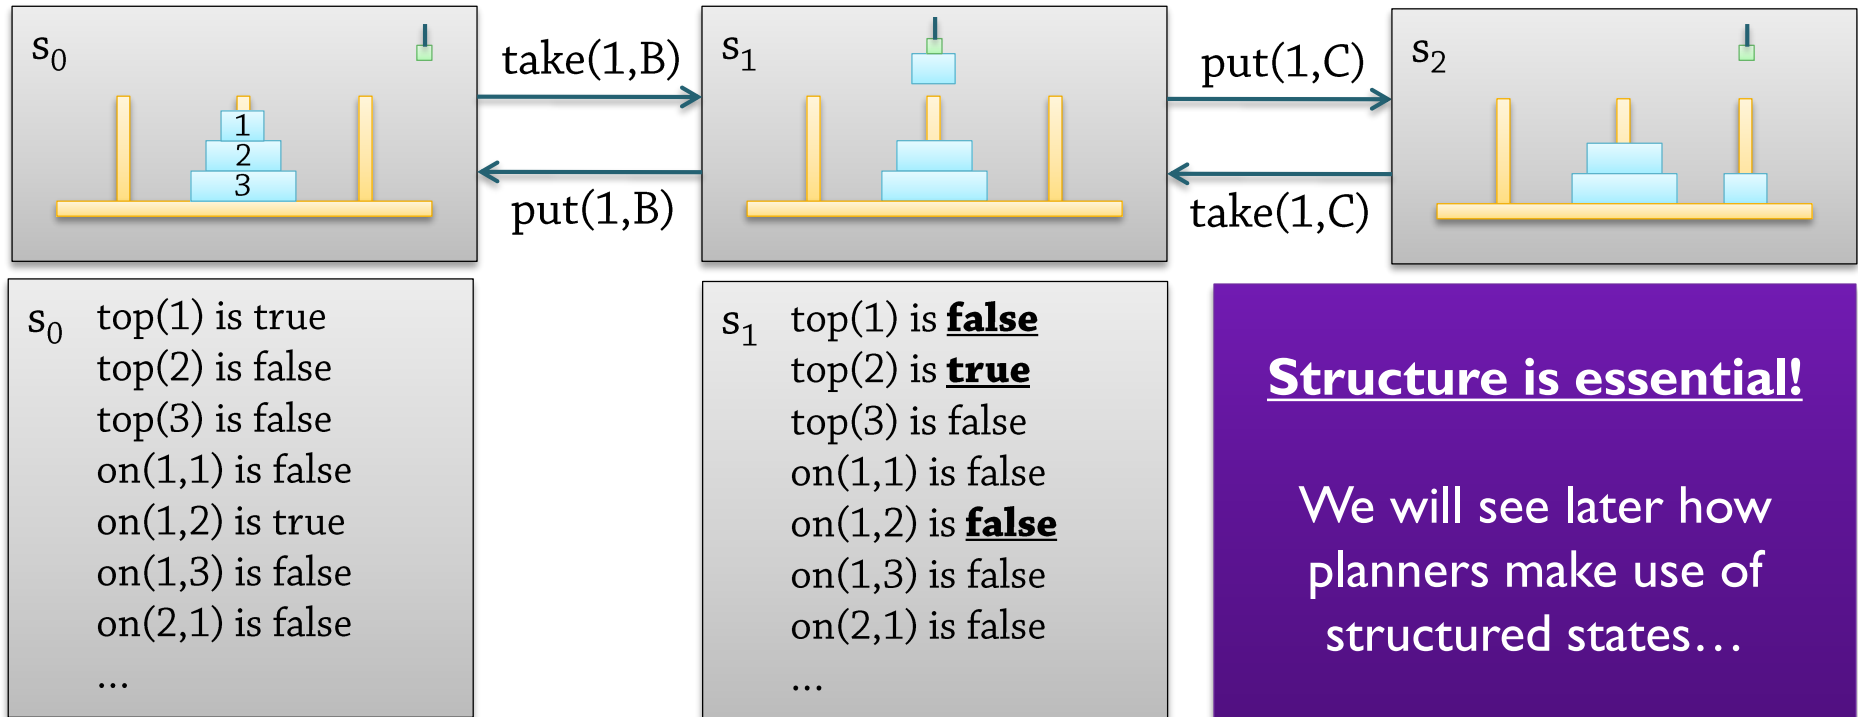 s0
take(1,B)
put(1,B)
1
2
3
s1
put(1,C)
take(1,C)
s2
s0
top(1) is true
top(2) is false
top(3) is false
on(1,1) is false
on(1,2) is true
on(1,3) is false
on(2,1) is false
...
s1
top(1) is false
top(2) is true
top(3) is false
on(1,1) is false
on(1,2) is false
on(1,3) is false
on(2,1) is false
...
Structure is essential!
We will see later how
planners make use of
structured states…